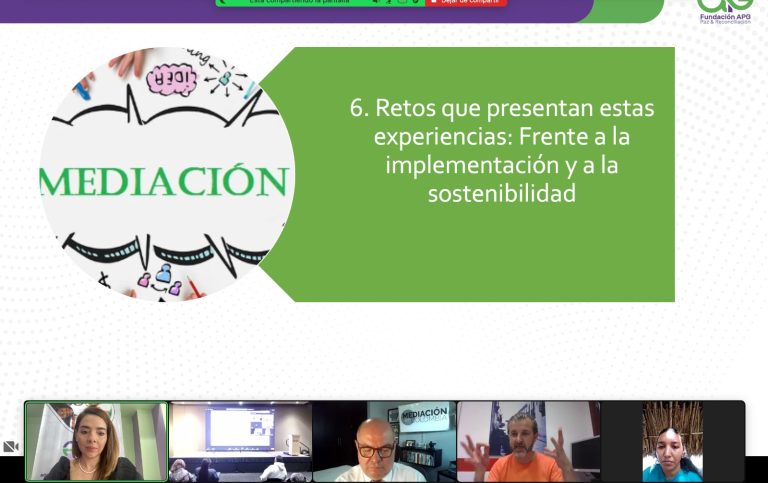 Está compartiendo la pantalla
Dejar de compartir
Fundación APG
Paz & Reconciliación
IDEA
MEDIACIÓN
6. Retos que presentan estas
experiencias: Frente a la
implementación y a la
sostenibilidad
MEDIACIÓN
COLOMBIA